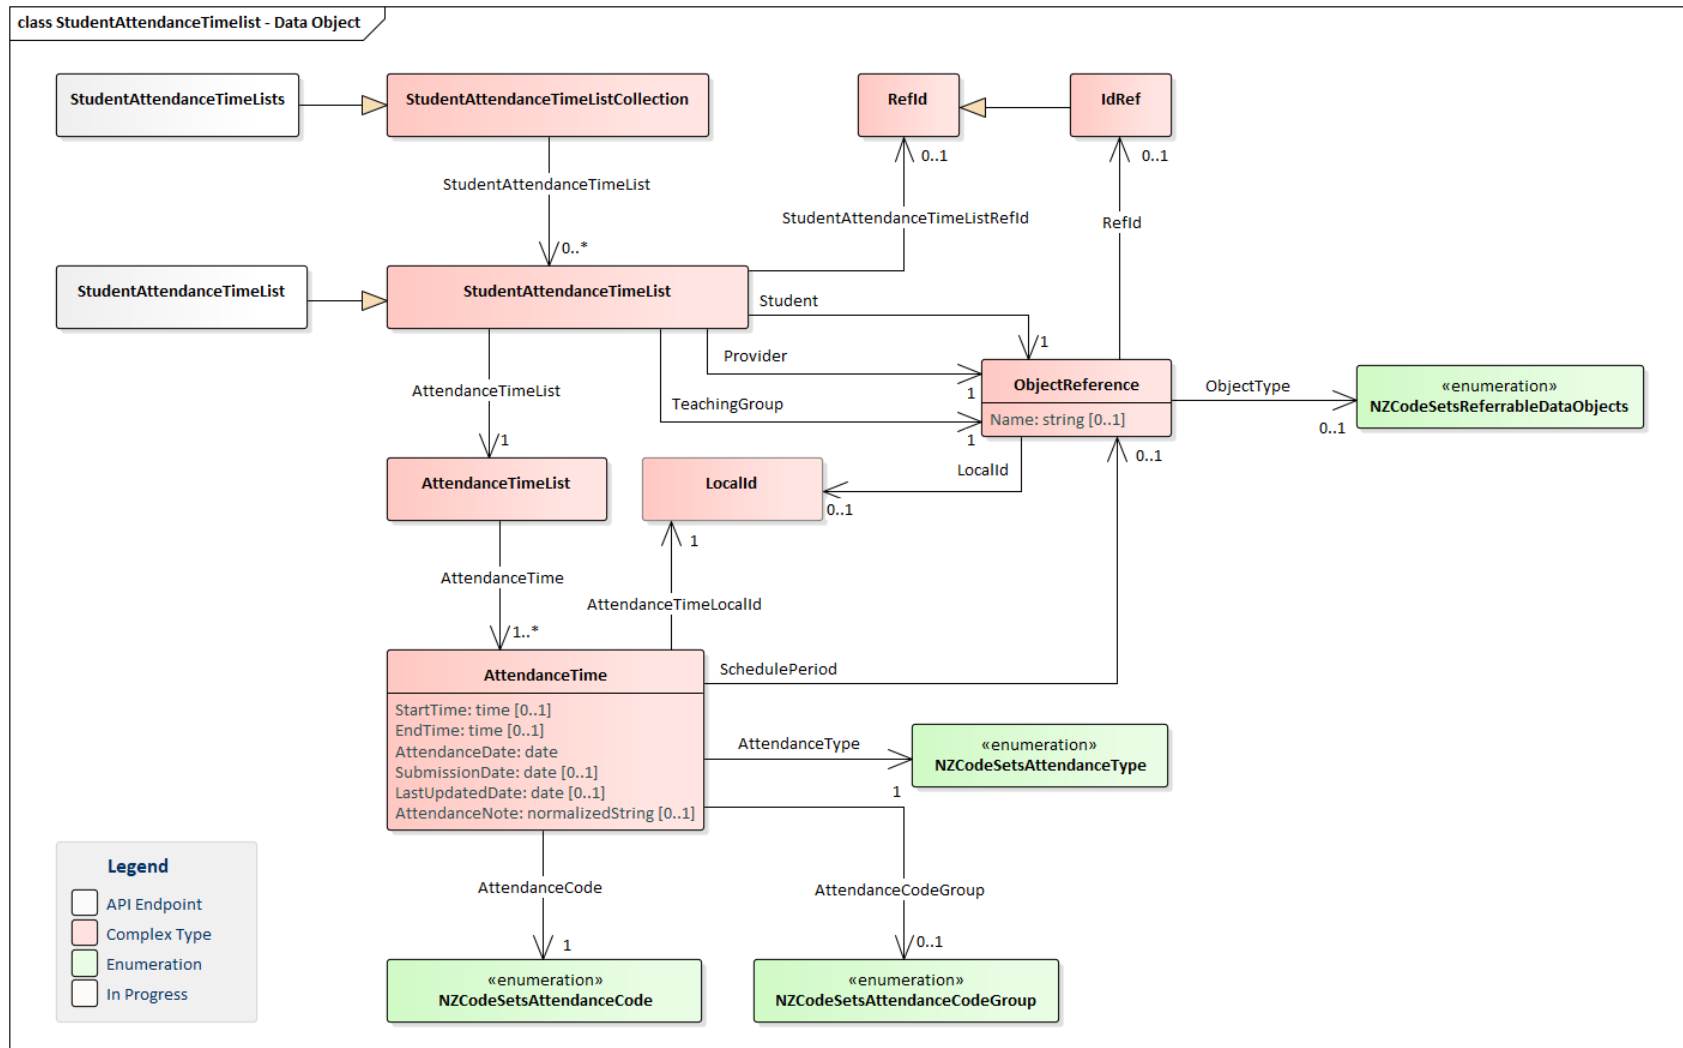 class StudentAttendanceTimelist - Data Object
StudentAttendanceTimeLists
StudentAttendanceTimeListCollection
RefId
IdRef
0..1
0..1
StudentAttendanceTimeList
StudentAttendanceTimeListRefId
RefId
0..*
StudentAttendanceTimeList
StudentAttendanceTimeList
Student
1
Provider
1
AttendanceTimeList
TeachingGroup
1
ObjectReference
Name: string [0..1]
ObjectType
0..1
«enumeration»
NZCodeSetsReferrableDataObjects
1
0..1
LocalId
AttendanceTimeList
LocalId
0..1
1
AttendanceTime
AttendanceTimeLocalId
1..*
AttendanceTime
SchedulePeriod
StartTime: time [0..1]
EndTime: time [0..1]
AttendanceDate: date
SubmissionDate: date [0..1]
LastUpdatedDate: date [0..1]
AttendanceNote: normalizedString [0..1]
AttendanceType
1
«enumeration»
NZCodeSetsAttendanceType
Legend
API Endpoint
Complex Type
Enumeration
In Progress
AttendanceCode
AttendanceCodeGroup
1
0..1
«enumeration»
NZCodeSetsAttendanceCode
«enumeration»
NZCodeSetsAttendanceCodeGroup